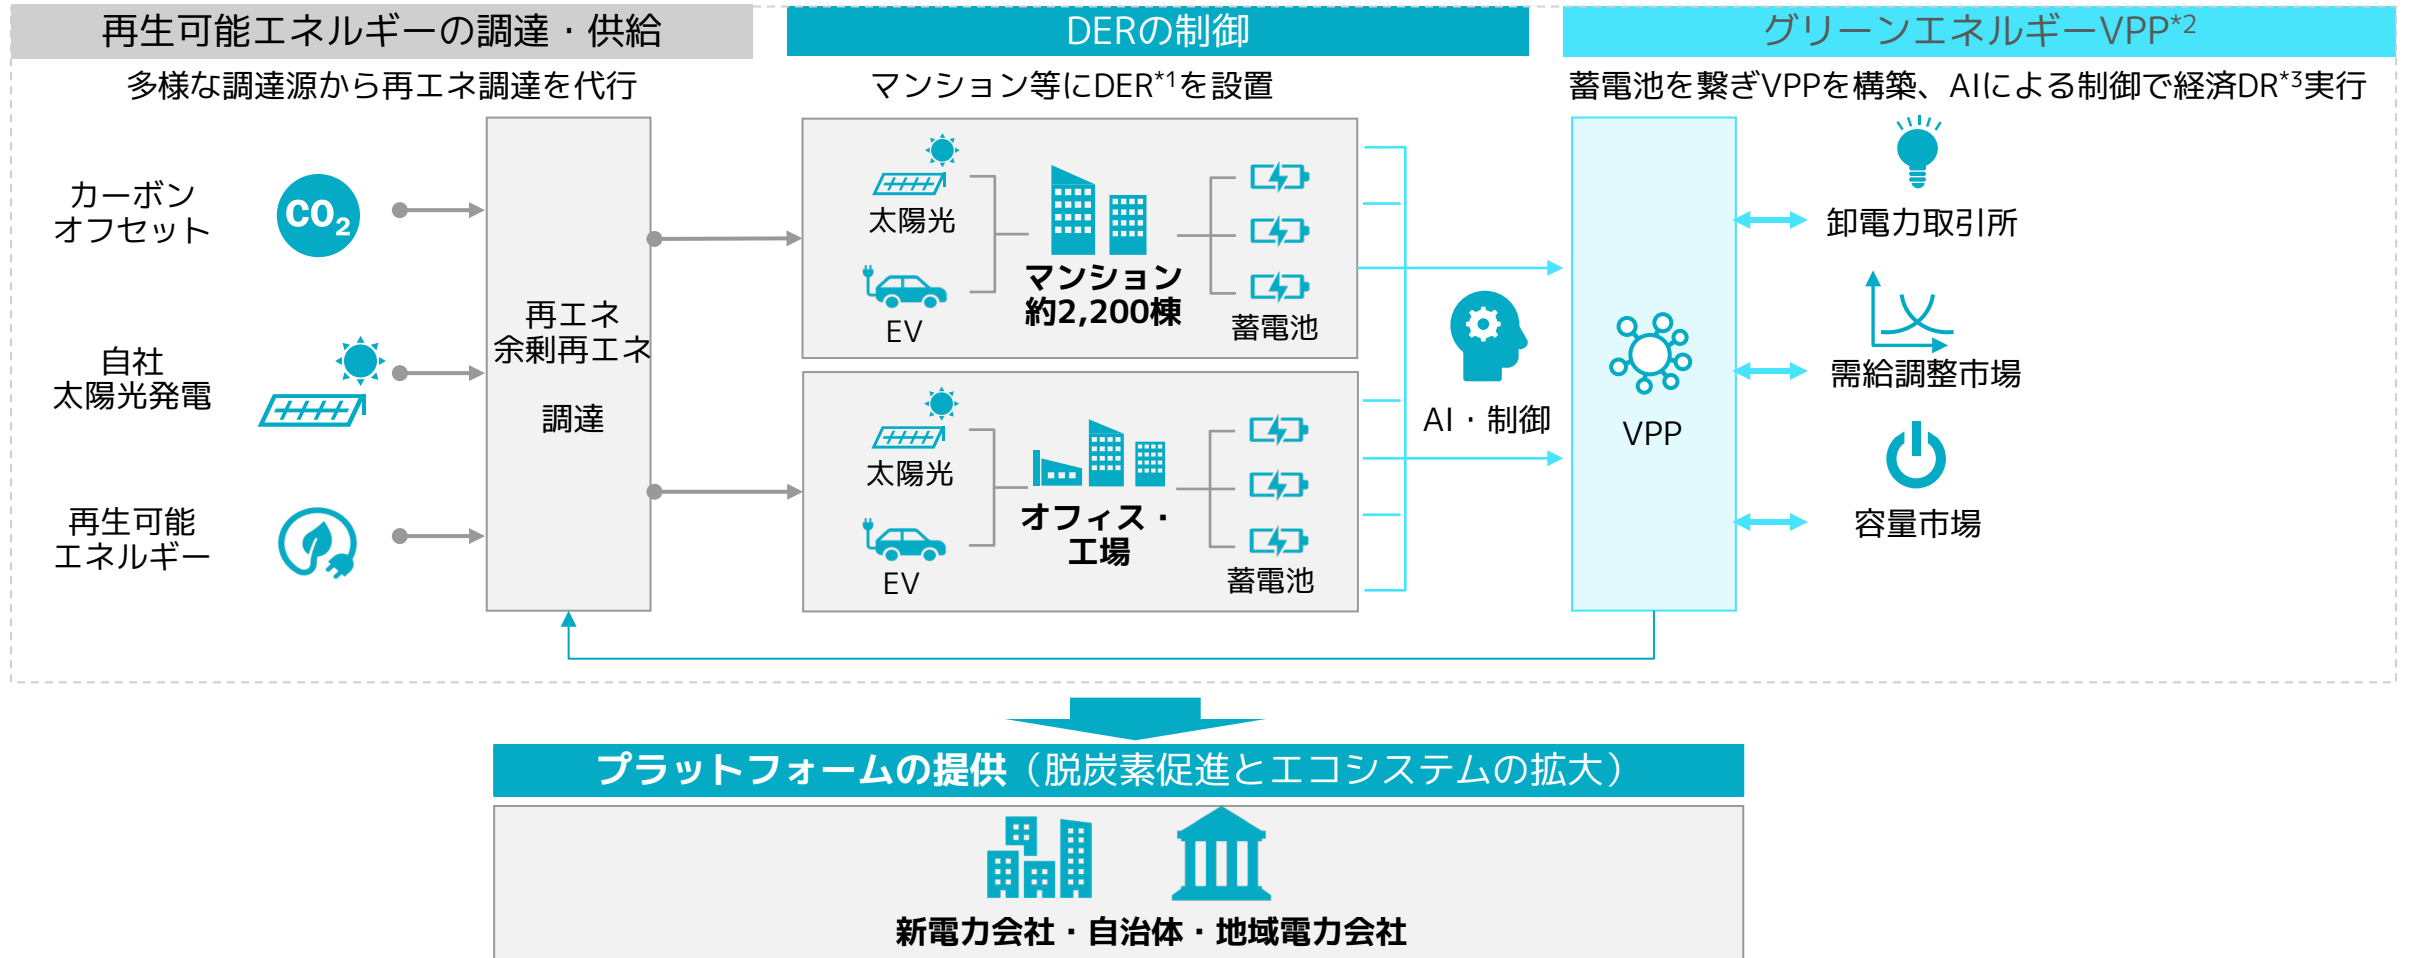 再生可能エネルギーの調達・供給
多様な調達源から再エネ調達を代行
カーボン
オフセット
CO2
自社
太陽光発電
再生可能
エネルギー
再エネ
余剰再エネ
調達
DERの制御
マンション等にDER*1を設置
太陽光
EV
マンション
約2,200棟
蓄電池
太陽光
EV
オフィス・
工場
蓄電池
AI・制御
グリーンエネルギーVPP*2
蓄電池を繋ぎVPPを構築、AIによる制御で経済DR*3実行
VPP
卸電力取引所
需給調整市場
容量市場
プラットフォームの提供（脱炭素促進とエコシステムの拡大）
新電力会社・自治体・地域電力会社